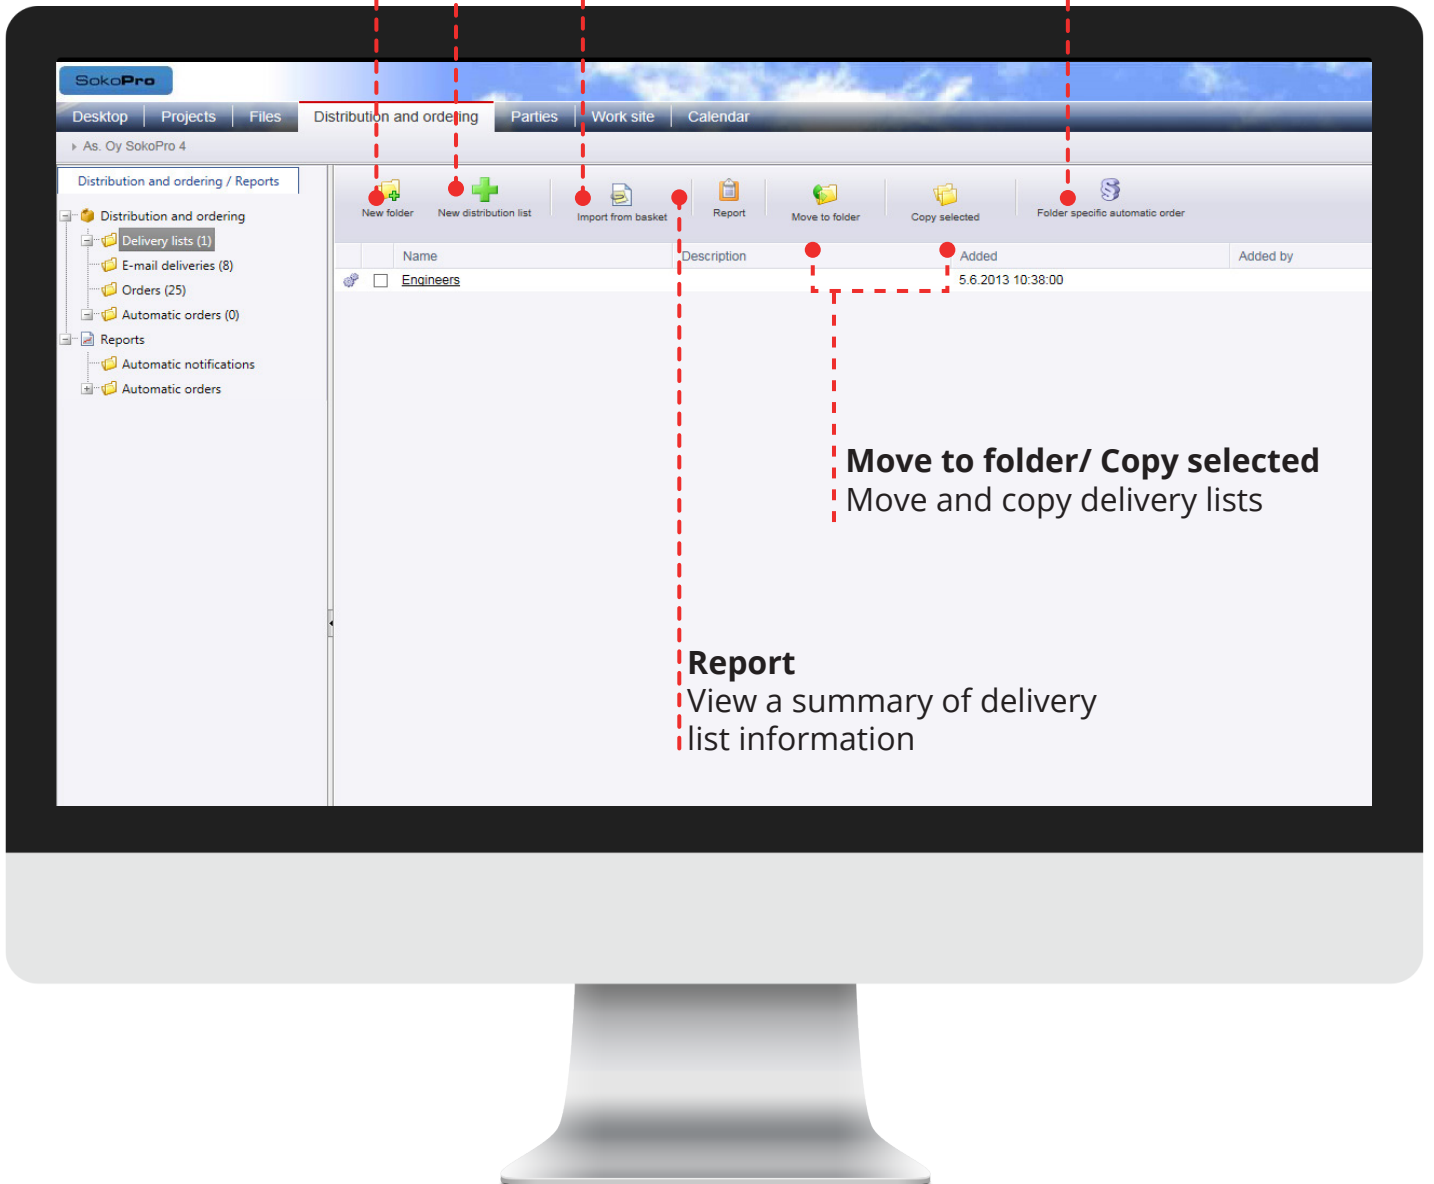 SokoPro
Desktop Projects Files Distribution and ordering Parties Work site Calendar
As. Oy SokoPro 4
Distribution and ordering / Reports
Distribution and ordering
Delivery lists (1)
E-mail deliveries (8)
Orders (25)
Automatic orders (0)
Reports
Automatic notifications
Automatic orders
New folder New distribution list Import from basket Report Move to folder Copy selected Folder specific automatic order
Name Description Added Added by
Engineers 5.6.2013 10:38:00
Move to folder/ Copy selected
Move and copy delivery lists
Report
View a summary of delivery
list information